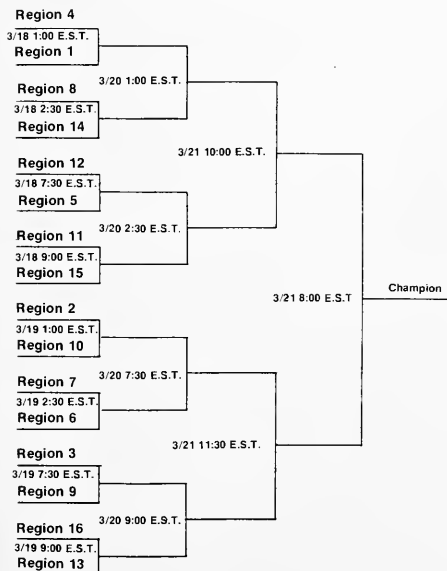 Region 4
3/18 1:00 E.S.T.
Region 1
3/20 1:00 E.S.T.
Region 8
3/18 2:30 E.S.T.
Region 14
3/21 10:00 E.S.T.
Region 12
3/18 7:30 E.S.T.
Region 5
3/20 2:30 E.S.T.
Region 11
3/18 9:00 E.S.T.
Region 15
3/21 8:00 E.S.T
Champion
Region 2
3/19 1:00 E.S.T.
Region 10
3/20 7:30 E.S.T.
Region 7
3/19 2:30 E.S.T.
Region 6
3/21 11:30 E.S.T.
Region 3
3/19 7:30 E.S.T.
Region 9
3/20 9:00 E.S.T.
Region 16
3/19 9:00 E.S.T.
Region 13